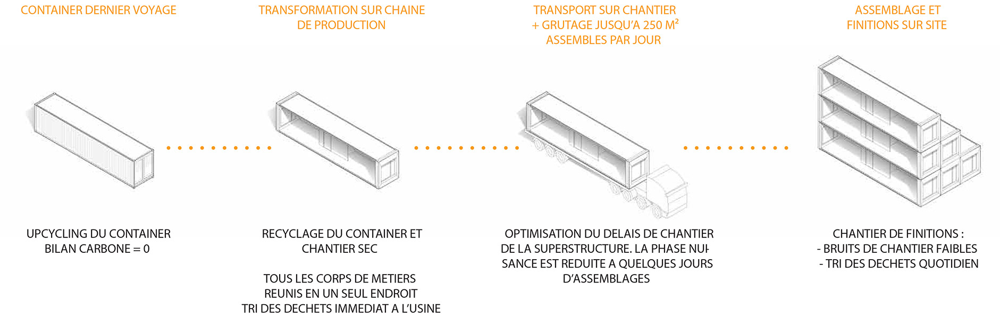 CONTAINER DERNIER VOYAGE
UPCYCLING DU CONTAINER
BILAN CARBONE = 0
TRANSFORMATION SUR CHAINE
DE PRODUCTION
RECYCLAGE DU CONTAINER ET
CHANTIER SEC
TOUS LES CORPS DE METIERS
REUNIS EN UN SEUL ENDROIT
TRI DES DECHETS IMMEDIAT A L’USINE
TRANSPORT SUR CHANTIER
+ GRUTAGE JUSQU’A 250 M²
ASSEMBLES PAR JOUR
OPTIMISATION DU DELAIS DE CHANTIER
DE LA SUPERSTRUCTURE. LA PHASE NUI-
SANCE EST REDUITE A QUELQUES JOURS
D’ASSEMBLAGES
ASSEMBLAGE ET
FINITIONS SUR SITE
CHANTIER DE FINITIONS :
- BRUITS DE CHANTIER FAIBLES
- TRI DES DECHETS QUOTIDIEN